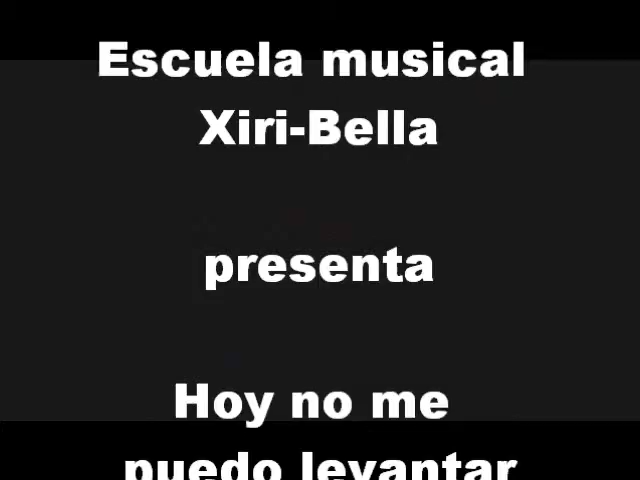 Escuela musical
Xiri-Bella
presenta
Hoy no me
puedo levantar